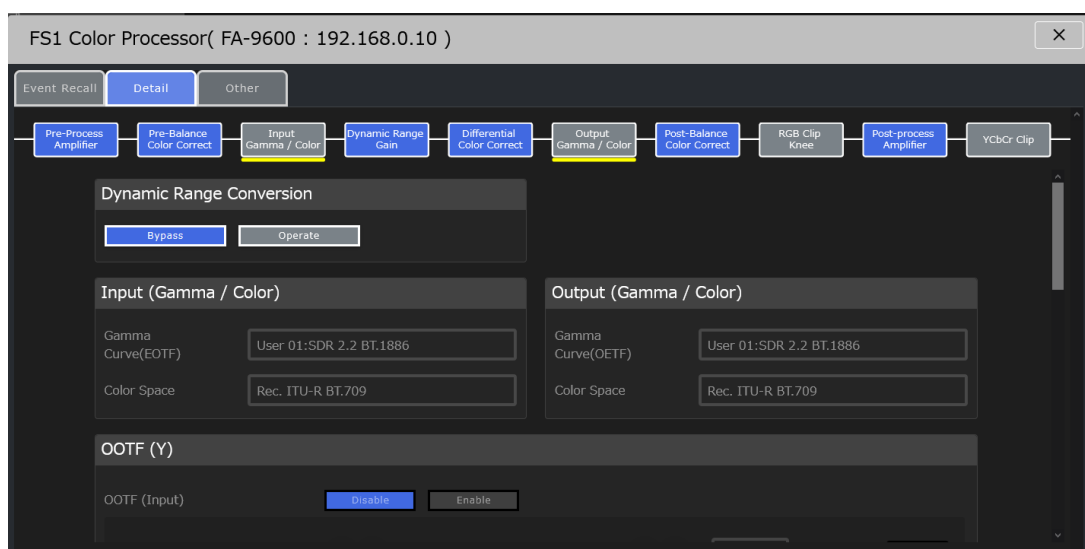 FS1 Color Processor( FA-9600 : 192.168.0.10 )
Event Recall
Detail
Other
Pre-Process
Amplifier
Pre-Balance
Color Correct
Input
Gamma / Color
Dynamic Range
Gain
Differential
Color Correct
Output
Gamma / Color
Post-Balance
Color Correct
RGB Clip
Knee
Post-process
Amplifier
YCbCr Clip
Dynamic Range Conversion
Bypass
Operate
Input (Gamma / Color)
Gamma
Curve(EOTF)
User 01:SDR 2.2 BT.1886
Color Space
Rec. ITU-R BT.709
Output (Gamma / Color)
Gamma
Curve(OETF)
User 01:SDR 2.2 BT.1886
Color Space
Rec. ITU-R BT.709
OOTF (Y)
OOTF (Input)
Disable
Enable